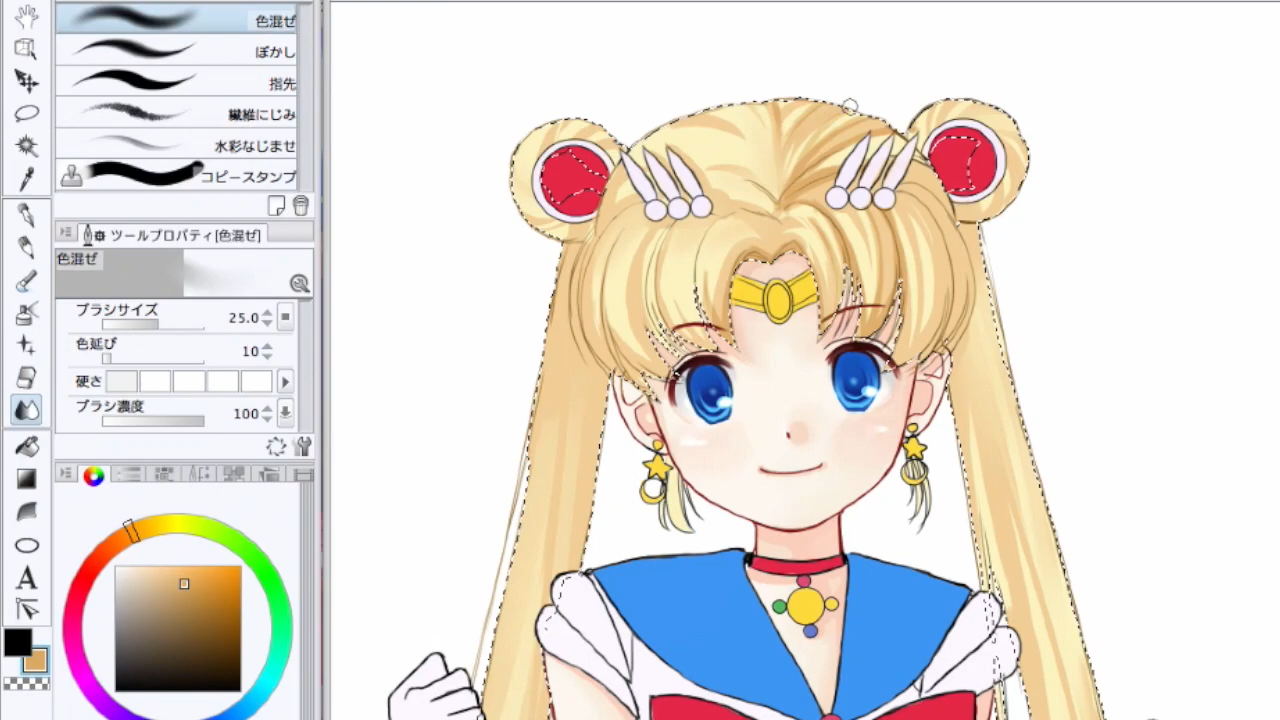 色混ぜ
ぼかし
指先
繊維にじみ
水彩なじませ
コピースタンプ
ツールプロパティ[色混ぜ]
色混ぜ
ブラシサイズ 25.0
色延び 10
硬さ
ブラシ濃度 100
A